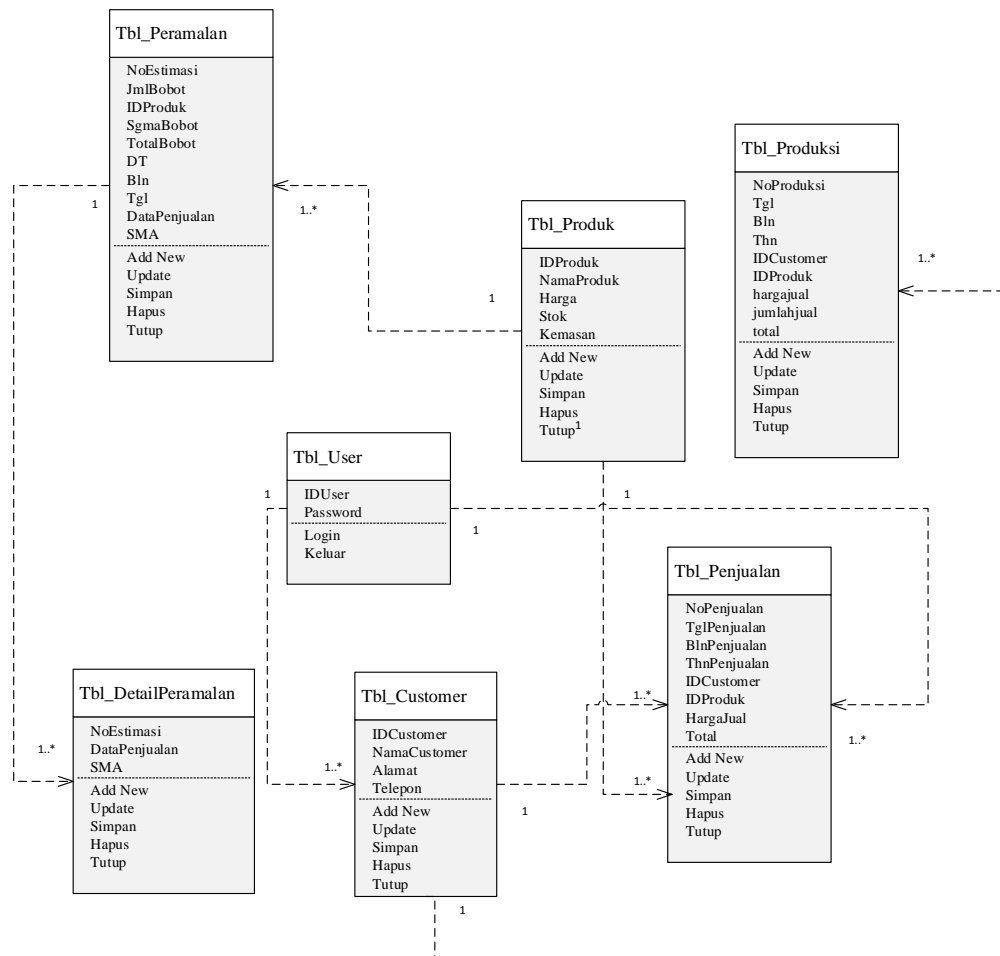 Tbl_Peramalan
NoEstimasi
JmlBobot
IDProduk
SgmaBobot
TotalBobot
DT
Bln
Tgl
DataPenjualan
SMA
Add New
Update
Simpan
Hapus
Tutup
1
1..*
Tbl_Produksi
NoProduksi
Tgl
Bln
Thn
IDCustomer
IDProduk
hargajual
jumlahjual
total
Add New
Update
Simpan
Hapus
Tutup
1..*
Tbl_Produk
IDProduk
NamaProduk
Harga
Stok
Kemasan
Add New
Update
Simpan
Hapus
Tutup1
1
1
Tbl_User
IDUser
Password
Login
Keluar
1
1
Tbl_Penjualan
NoPenjualan
TglPenjualan
BlnPenjualan
ThnPenjualan
IDCustomer
IDProduk
HargaJual
Total
Add New
Update
Simpan
Hapus
Tutup
1..*
1..*
1..*
Tbl_DetailPeramalan
NoEstimasi
DataPenjualan
SMA
Add New
Update
Simpan
Hapus
Tutup
1..*
Tbl_Customer
IDCustomer
NamaCustomer
Alamat
Telepon
Add New
Update
Simpan
Hapus
Tutup
1..*
1
1